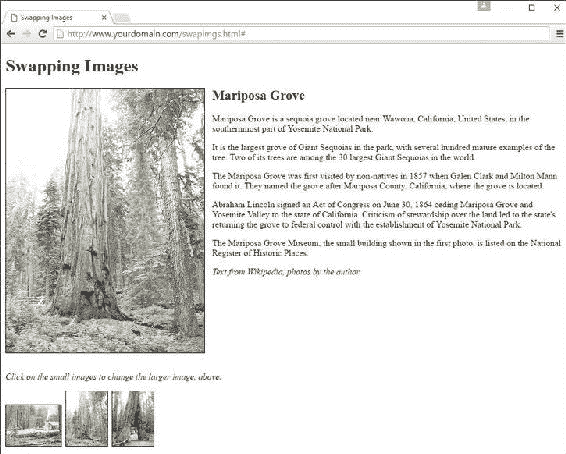 Swapping Images
http://www.yourdomain.com/swapimgs.html#
Swapping Images
Mariposa Grove
Mariposa Grove is a sequoia grove located near Wawona, California, United States, in the
southernmost part of Yosemite National Park.
It is the largest grove of Giant Sequoias in the park, with several hundred mature examples of the
tree. Two of its trees are among the 30 largest Giant Sequoias in the world.
The Mariposa Grove was first visited by non-natives in 1857 when Galen Clark and Milton Mann
found it. They named the grove after Mariposa County, California, where the grove is located.
Abraham Lincoln signed an Act of Congress on June 30, 1864 ceding Mariposa Grove and
Yosemite Valley to the state of California. Criticism of stewardship over the land led to the state's
returning the grove to federal control with the establishment of Yosemite National Park.
The Mariposa Grove Museum, the small building shown in the first photo, is listed on the National
Register of Historic Places.
Text from Wikipedia, photos by the author.
Click on the small images to change the larger image, above.